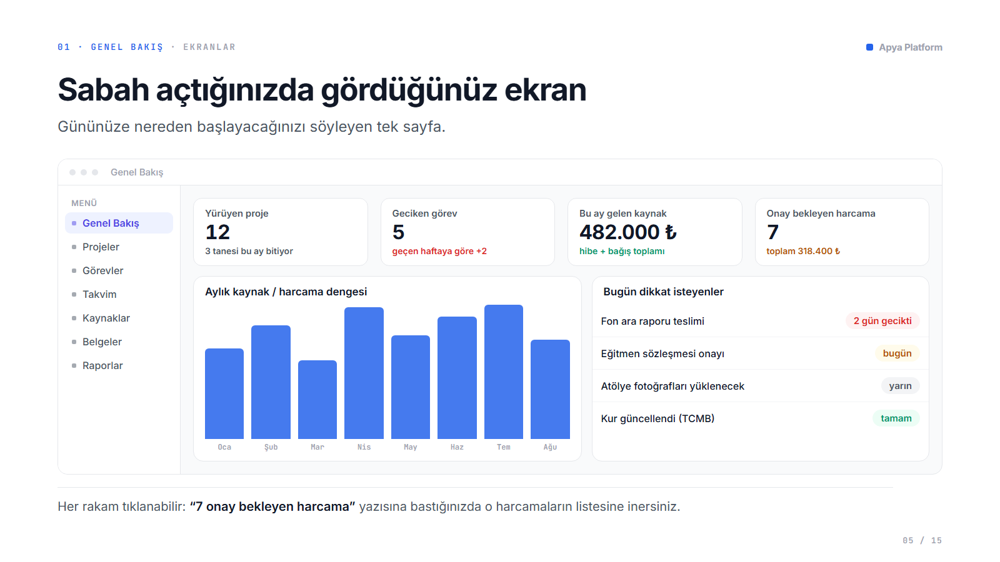 01 · GENEL BAKIŞ · EKRANLAR
Apya Platform
Sabah açtığınızda gördüğünüz ekran
Gününüze nereden başlayacağınızı söyleyen tek sayfa.
Genel Bakış
MENÜ
Genel Bakış
Projeler
Görevler
Takvim
Kaynaklar
Belgeler
Raporlar
Yürüyen proje
12
3 tanesi bu ay bitiyor
Geciken görev
5
geçen haftaya göre +2
Bu ay gelen kaynak
482.000 ₺
hibe + bağış toplamı
Onay bekleyen harcama
7
toplam 318.400 ₺
Aylık kaynak / harcama dengesi
Oca Şub Mar Nis May Haz Tem Ağu
Bugün dikkat isteyenler
Fon ara raporu teslimi 2 gün gecikti
Eğitmen sözleşmesi onayı bugün
Atölye fotoğrafları yüklenecek yarın
Kur güncellendi (TCMB) tamam
Her rakam tıklanabilir: “7 onay bekleyen harcama” yazısına bastığınızda o harcamaların listesine inersiniz.
05 / 15